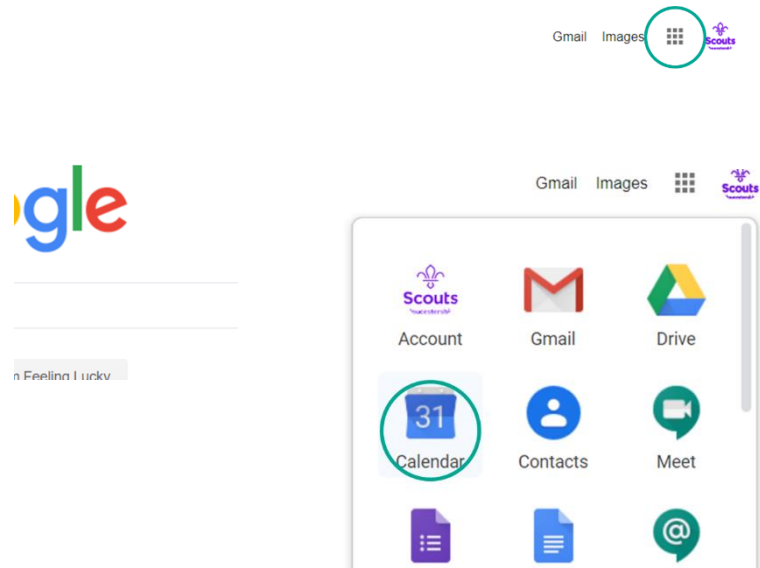 Gmail Images
Scouts
Gmail Images
Scouts
ogle
Scouts
Account Gmail Drive
n Feeling Lucky
31
Calendar Contacts Meet
@